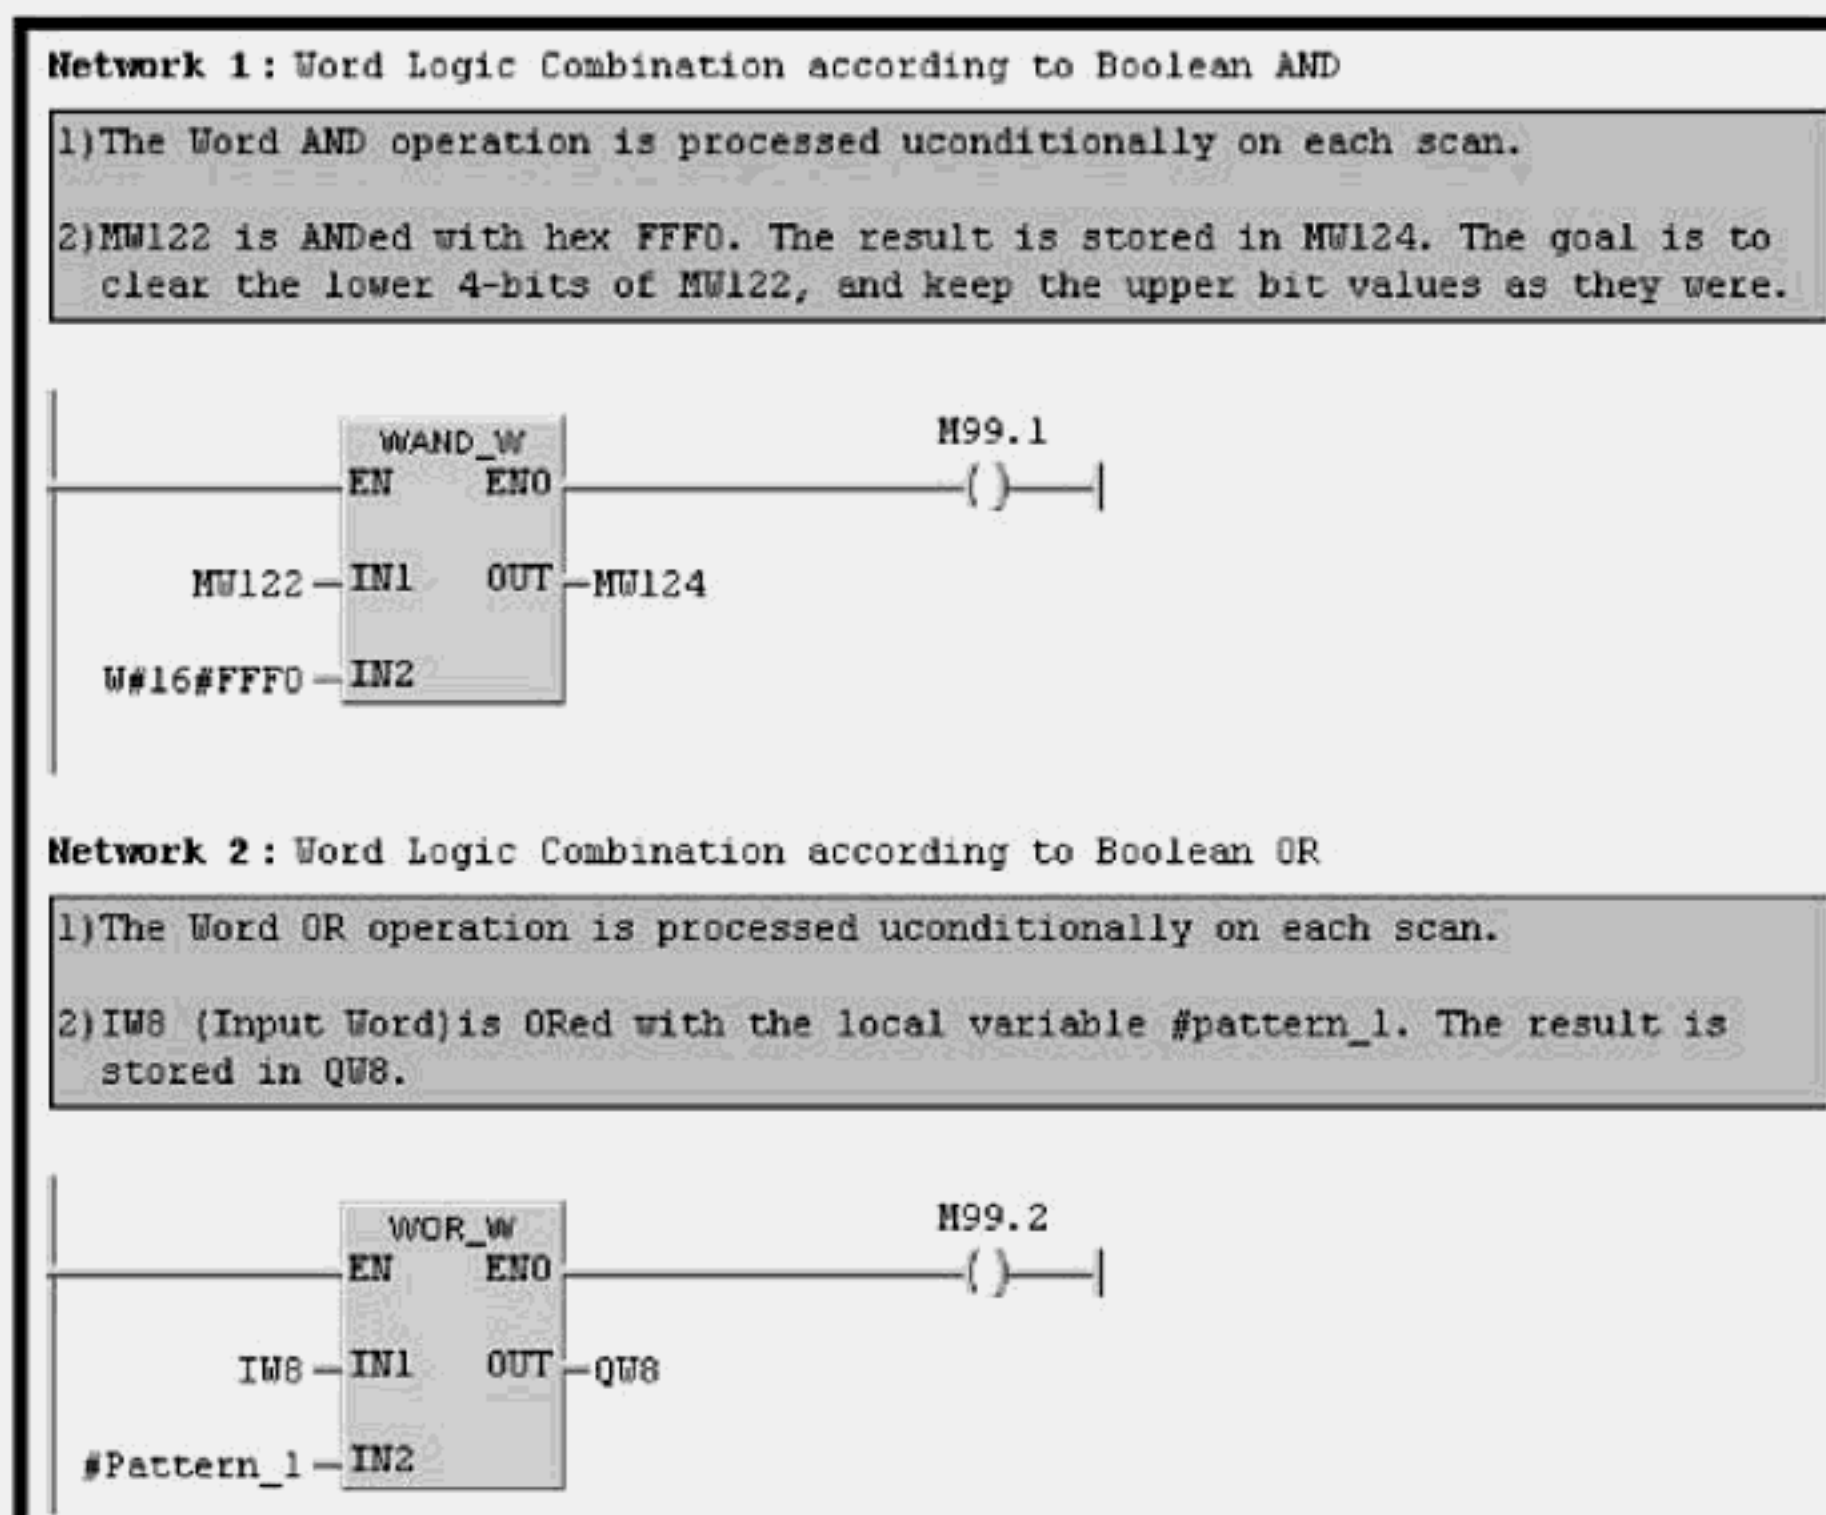 Network 1: Word Logic Combination according to Boolean AND
1)The Word AND operation is processed uconditionally on each scan.
2)MW122 is ANDed with hex FFF0. The result is stored in MW124. The goal is to
clear the lower 4-bits of MW122, and keep the upper bit values as they were.
WAND_W
M99.1
EN ENO
MW122 IN1 OUT MW124
W#16#FFF0 IN2
Network 2: Word Logic Combination according to Boolean OR
1)The Word OR operation is processed uconditionally on each scan.
2)IW8 (Input Word)is ORed with the local variable #pattern_1. The result is
stored in QW8.
WOR_W
M99.2
EN ENO
IW8 IN1 OUT QW8
#Pattern_1 IN2